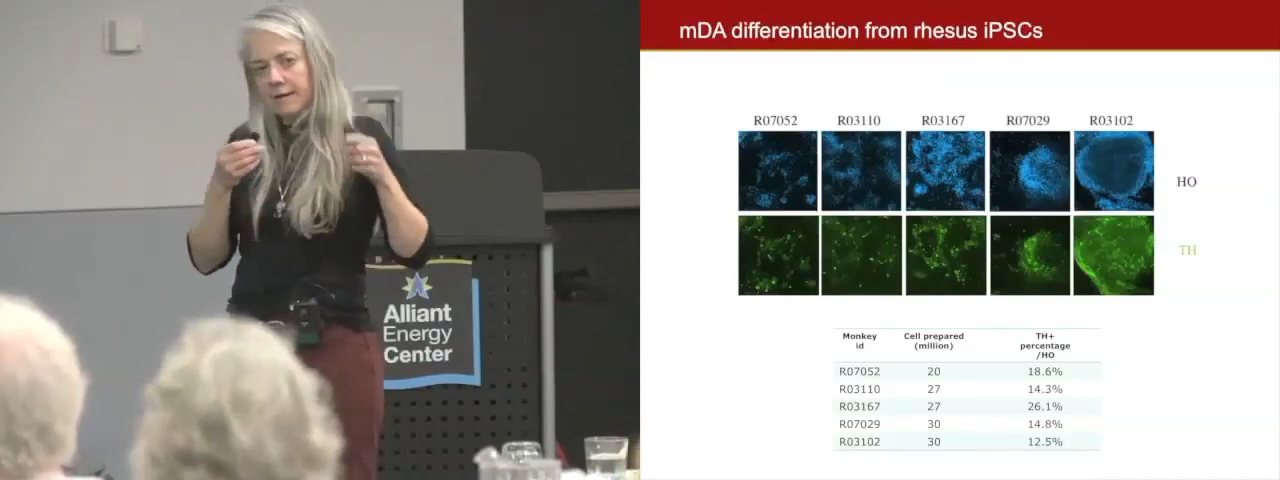 mDA differentiation from rhesus iPSCs
R07052 R03110 R03167 R07029 R03102
HO
TH
Alliant
Energy
Center
Monkey id Cell prepared (million) TH+ percentage /HO
R07052 20 18.6%
R03110 27 14.3%
R03167 27 26.1%
R07029 30 14.8%
R03102 30 12.5%